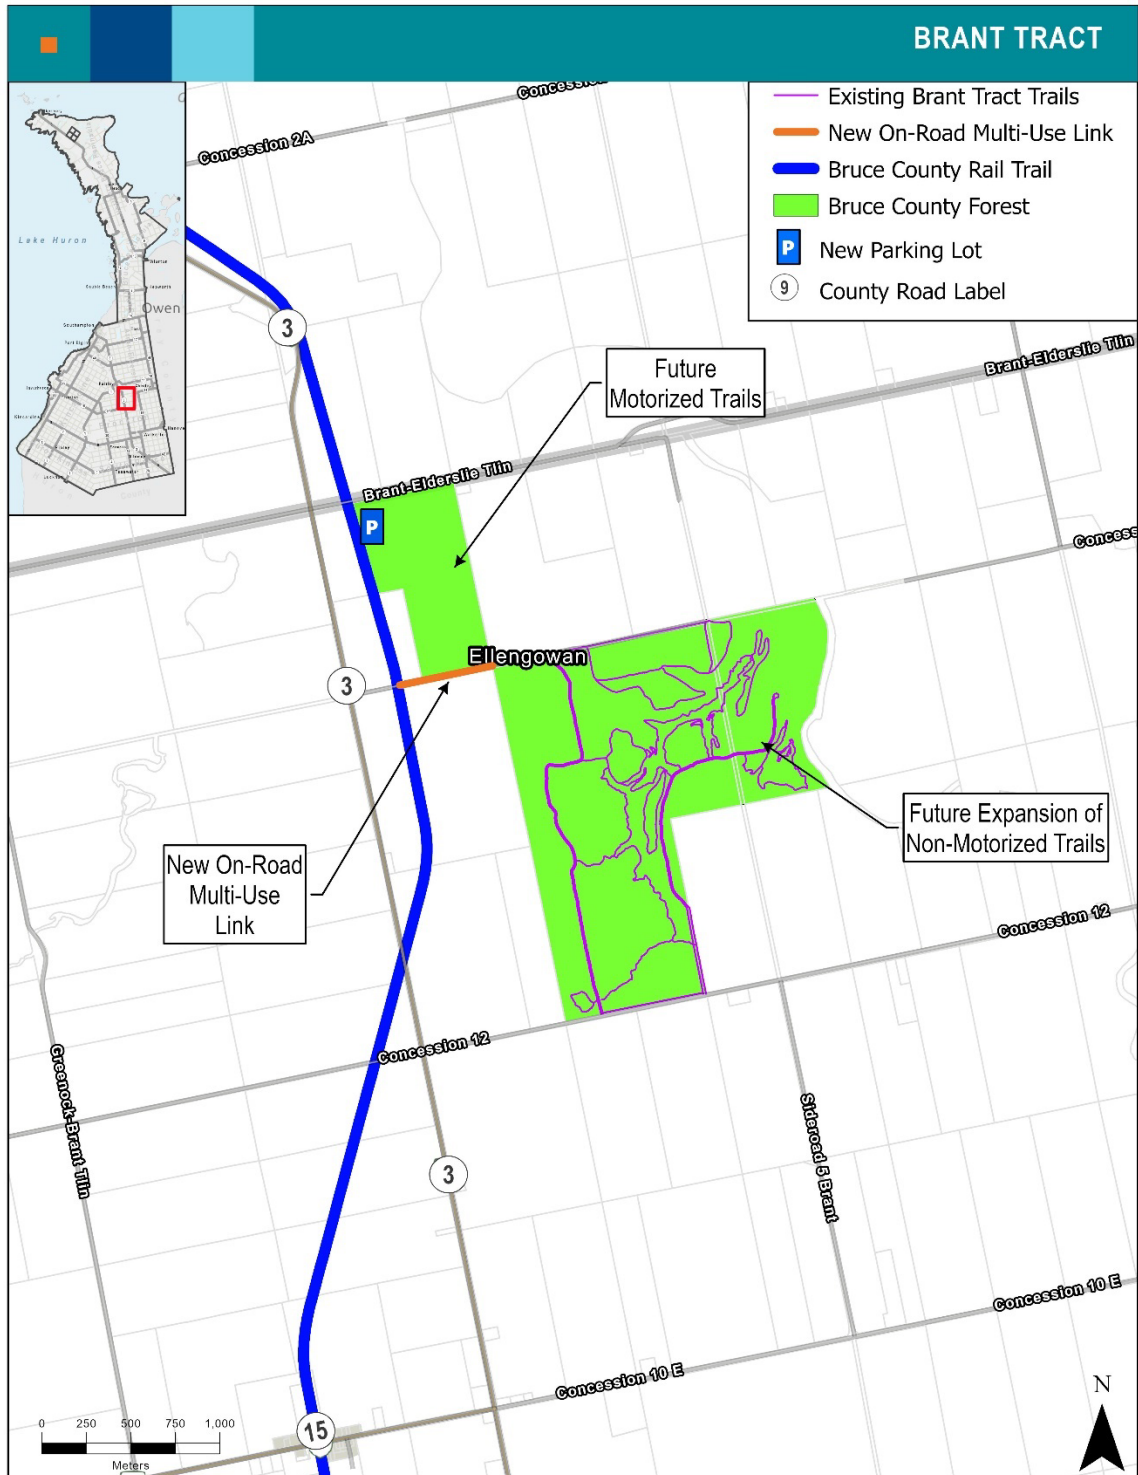 BRANT TRACT
Existing Brant Tract Trails
New On-Road Multi-Use Link
Bruce County Rail Trail
Bruce County Forest
P
New Parking Lot
9
County Road Label
Concession 2A
Lake Huron
Owen
3
Future
Motorized Trails
Brant-Elderslie Tlin
Brant-Elderslie Tlin
P
Concess
Ellengowan
3
Future Expansion of
Non-Motorized Trails
New On-Road
Multi-Use
Link
Concession 12
Concession 12
Greenock-Brant Tlin
Sideroad 5 Brant
3
Concession 10 E
Concession 10 E
15
N
0 250 500 750 1,000
Meters